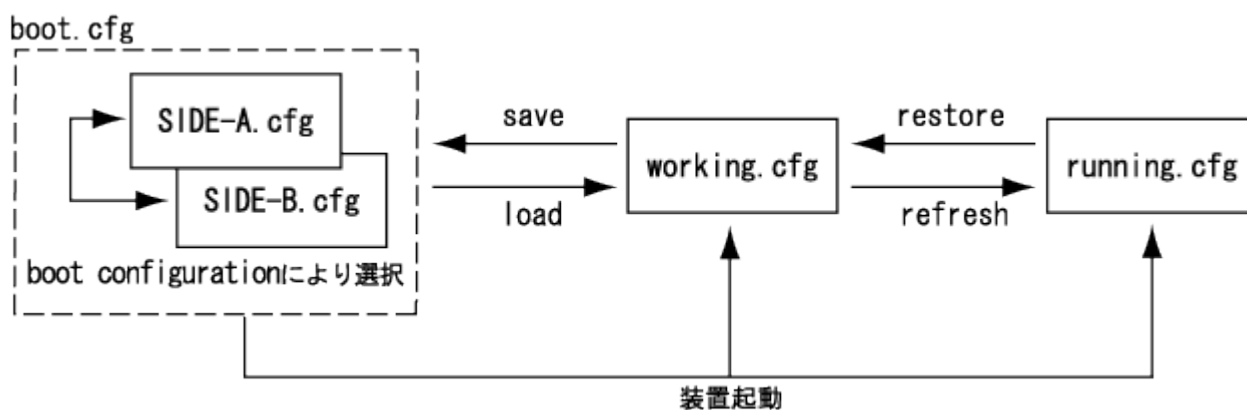 boot.cfg
SIDE-A.cfg
SIDE-B.cfg
boot configurationにより選択
save
load
working.cfg
restore
refresh
running.cfg
装置起動